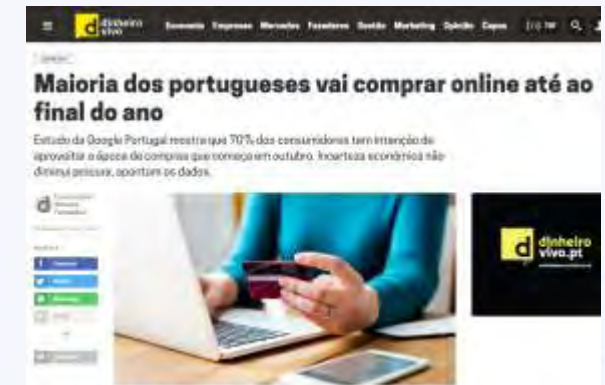 dinheiro vivo
Economia Empresas Mercados Fazedores Gestão Marketing Opinião Capas
Maioria dos portugueses vai comprar online até ao
final do ano
Estudo da Google Portugal mostra que 70% dos consumidores tem intenção de
aproveitar a época de compras que começa em outubro. Incerteza económica não
diminui procura, apontam os dados.
dinheiro
vivo.pt